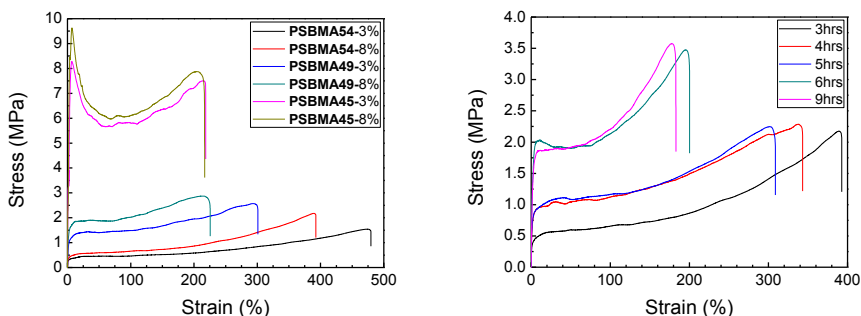 10
9
8
7
6
5
4
3
2
1
0
Stress (MPa)
0 100 200 300 400 500
Strain (%)
PSBMA54-3%
PSBMA54-8%
PSBMA49-3%
PSBMA49-8%
PSBMA45-3%
PSBMA45-8%
4.0
3.5
3.0
2.5
2.0
1.5
1.0
0.5
0.0
Stress (MPa)
0 100 200 300 400
Strain (%)
3hrs
4hrs
5hrs
6hrs
9hrs